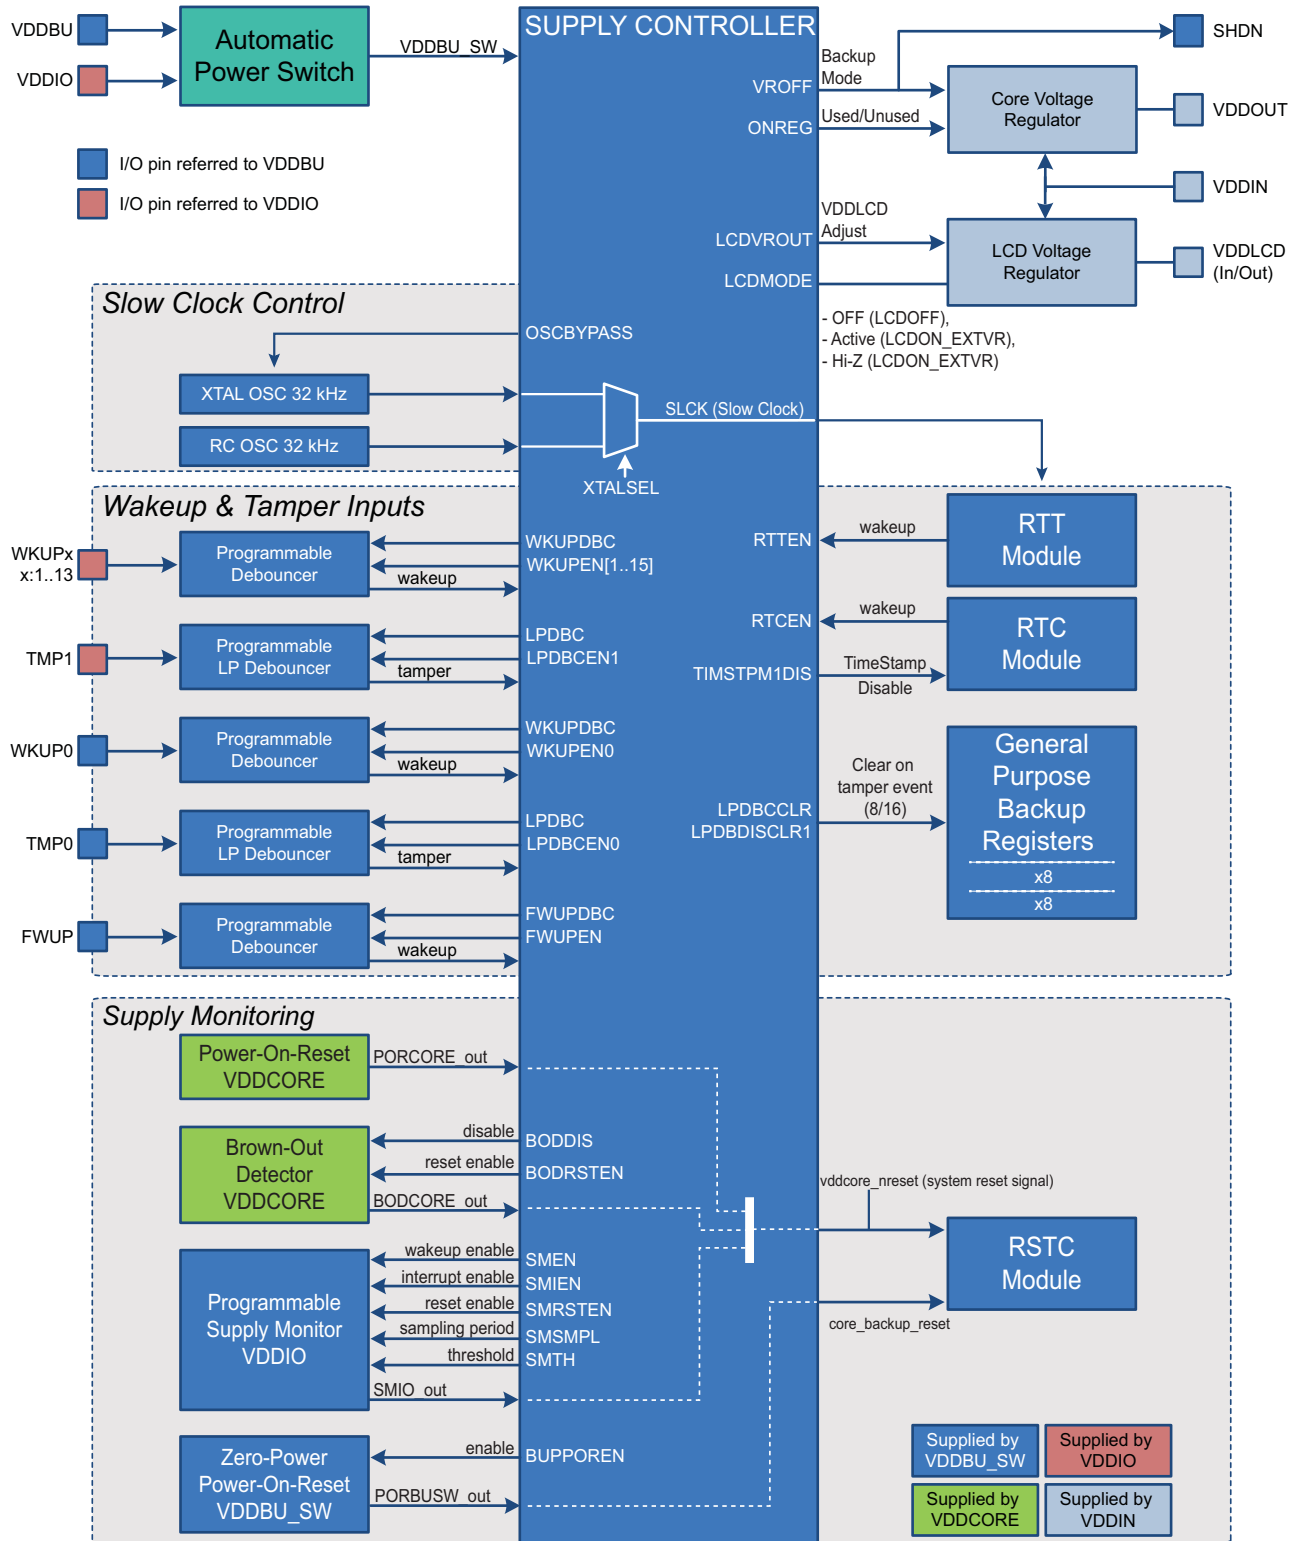 VDDBU
VDDIO
Automatic
Power Switch
VDDBU_SW
SUPPLY CONTROLLER
I/O pin referred to VDDBU
I/O pin referred to VDDIO
VROFF
Backup
Mode
ONREG
Used/Unused
Core Voltage
Regulator
SHDN
VDDOUT
VDDIN
LCDVROUT
VDDLCD
Adjust
LCDMODE
LCD Voltage
Regulator
VDDLCD
(In/Out)
- OFF (LCDOFF),
- Active (LCDON_EXTVR),
- Hi-Z (LCDON_EXTVR)
Slow Clock Control
OSCBYPASS
XTAL OSC 32 kHz
RC OSC 32 kHz
SLCK (Slow Clock)
XTALSEL
Wakeup & Tamper Inputs
WKUPx
x:1..13
Programmable
Debouncer
WKUPDBC
WKUPEN[1..15]
wakeup
TMP1
Programmable
LP Debouncer
LPDBC
LPDBCEN1
tamper
WKUP0
Programmable
Debouncer
WKUPDBC
WKUPEN0
wakeup
TMP0
Programmable
LP Debouncer
LPDBC
LPDBCEN0
tamper
FWUP
Programmable
Debouncer
FWUPDBC
FWUPEN
wakeup
RTTEN
wakeup
RTT
Module
RTCEN
wakeup
TIMSTPM1DIS
TimeStamp
Disable
RTC
Module
LPDBCCLR
LPDBDISCLR1
Clear on
tamper event
(8/16)
General
Purpose
Backup
Registers
x8
x8
Supply Monitoring
Power-On-Reset
VDDCORE
PORCORE_out
Brown-Out
Detector
VDDCORE
disable
BODDIS
reset enable
BODRSTEN
BODCORE_out
Programmable
Supply Monitor
VDDIO
wakeup enable
SMEN
interrupt enable
SMIEN
reset enable
SMRSTEN
sampling period
SMSMPL
threshold
SMTH
SMIO_out
Zero-Power
Power-On-Reset
VDDBU_SW
enable
BUPPOREN
PORBUSW_out
vddcore_nreset (system reset signal)
RSTC
Module
core_backup_reset
Supplied by
VDDBU_SW
Supplied by
VDDIO
Supplied by
VDDCORE
Supplied by
VDDIN